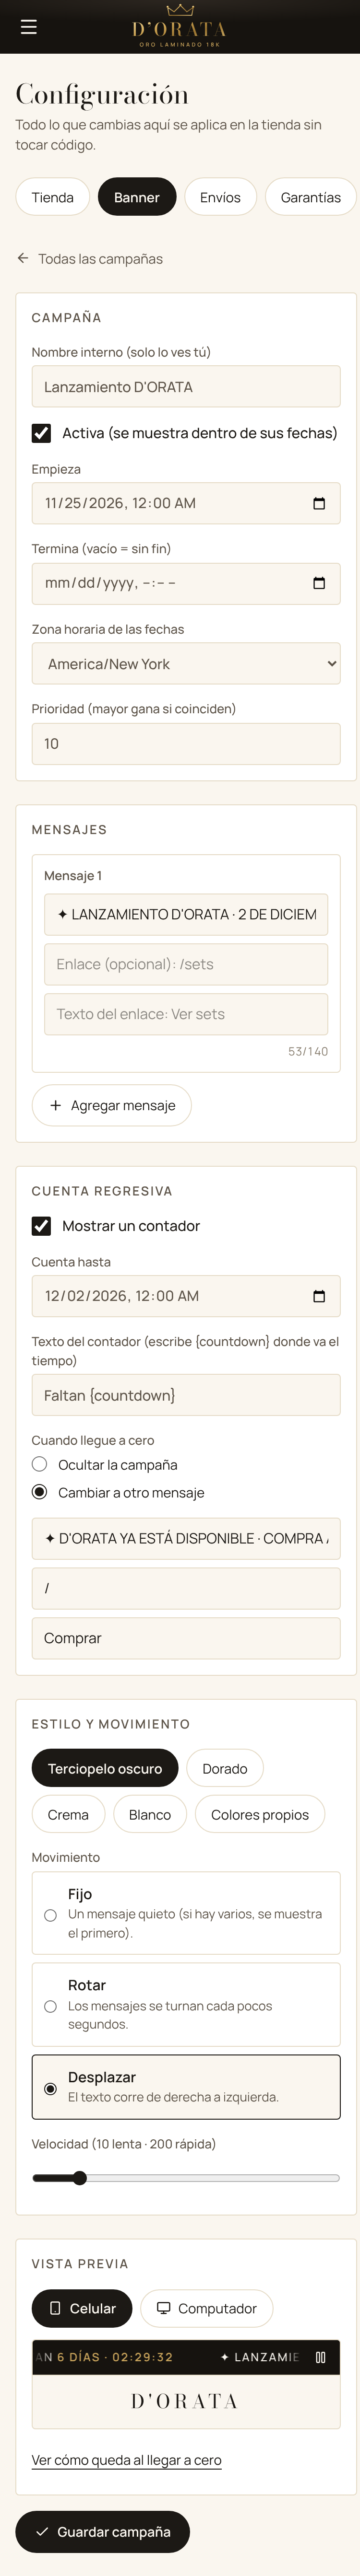 D'ORATA
ORO LAMINADO 18K
Configuración
Todo lo que cambias aquí se aplica en la tienda sin
tocar código.
Tienda
Banner
Envíos
Garantías
Todas las campañas
CAMPAÑA
Nombre interno (solo lo ves tú)
Lanzamiento D'ORATA
Activa (se muestra dentro de sus fechas)
Empieza
11/25/2026, 12:00 AM
Termina (vacío = sin fin)
mm/dd/yyyy, --:-- --
Zona horaria de las fechas
America/New York
Prioridad (mayor gana si coinciden)
10
MENSAJES
Mensaje 1
✦ LANZAMIENTO D'ORATA · 2 DE DICIEM
Enlace (opcional): /sets
Texto del enlace: Ver sets
53/140
Agregar mensaje
CUENTA REGRESIVA
Mostrar un contador
Cuenta hasta
12/02/2026, 12:00 AM
Texto del contador (escribe {countdown} donde va el
tiempo)
Faltan {countdown}
Cuando llegue a cero
Ocultar la campaña
Cambiar a otro mensaje
✦ D'ORATA YA ESTÁ DISPONIBLE · COMPRA
/
Comprar
ESTILO Y MOVIMIENTO
Terciopelo oscuro
Dorado
Crema
Blanco
Colores propios
Movimiento
Fijo
Un mensaje quieto (si hay varios, se muestra
el primero).
Rotar
Los mensajes se turnan cada pocos
segundos.
Desplazar
El texto corre de derecha a izquierda.
Velocidad (10 lenta · 200 rápida)
VISTA PREVIA
Celular
Computador
AN 6 DÍAS · 02:29:32 ✦ LANZAMIE
D'ORATA
Ver cómo queda al llegar a cero
Guardar campaña